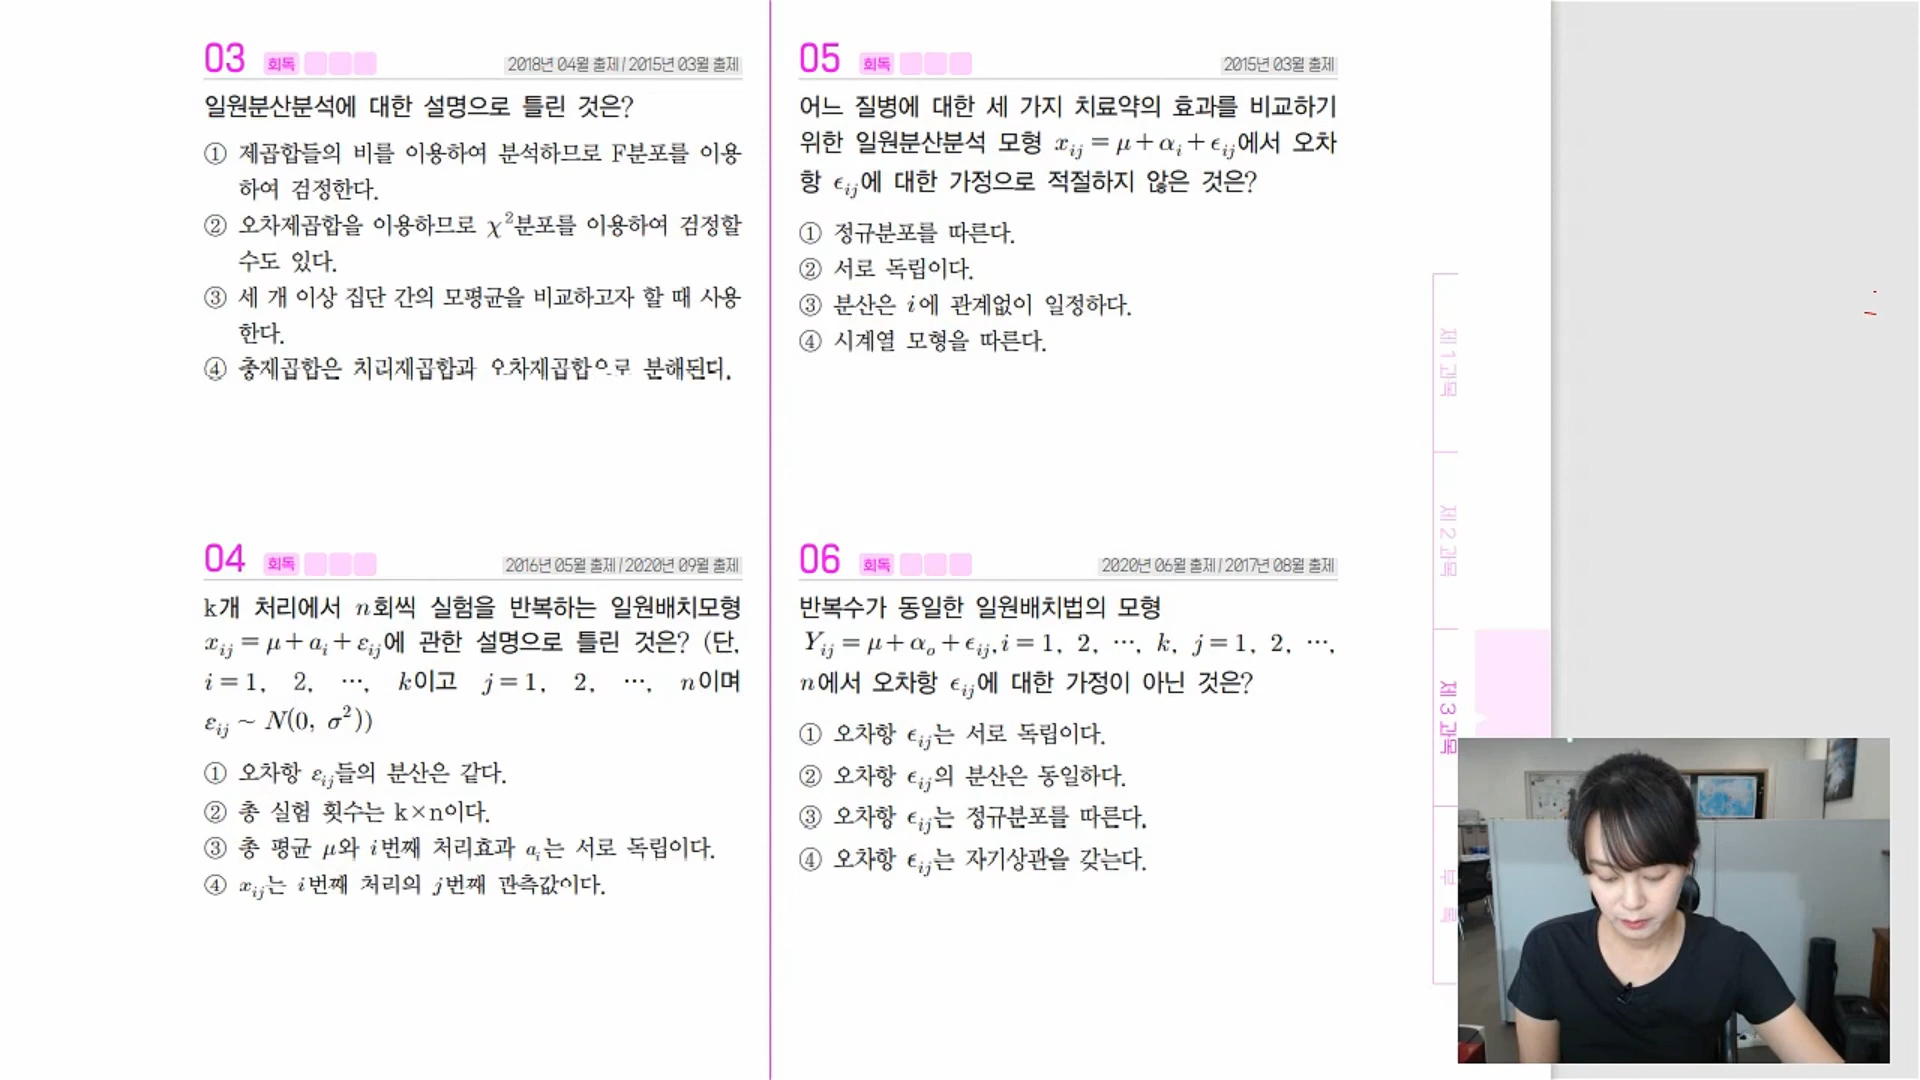 03 회독 2018년 04월 출제 / 2015년 03월 출제
일원분산분석에 대한 설명으로 틀린 것은?
① 제곱합들의 비를 이용하여 분석하므로 F분포를 이용
하여 검정한다.
② 오차제곱합을 이용하므로 χ²분포를 이용하여 검정할
수도 있다.
③ 세 개 이상 집단 간의 모평균을 비교하고자 할 때 사용
한다.
④ 총제곱합은 치리재곱합과 오차제곱합으로 분해된다.
04 회독 2016년 05월 출제 / 2020년 09월 출제
k개 처리에서 n회씩 실험을 반복하는 일원배치모형
xᵢⱼ = μ + aᵢ + εᵢⱼ에 관한 설명으로 틀린 것은? (단,
i = 1, 2, ⋯, k이고 j = 1, 2, ⋯, n이며
εᵢⱼ ~ N(0, σ²))
① 오차항 εᵢⱼ들의 분산은 같다.
② 총 실험 횟수는 k×n이다.
③ 총 평균 μ와 i번째 처리효과 aᵢ는 서로 독립이다.
④ xᵢⱼ는 i번째 처리의 j번째 관측값이다.
05 회독 2015년 03월 출제
어느 질병에 대한 세 가지 치료약의 효과를 비교하기
위한 일원분산분석 모형 xᵢⱼ = μ + αᵢ + ϵᵢⱼ에서 오차
항 ϵᵢⱼ에 대한 가정으로 적절하지 않은 것은?
① 정규분포를 따른다.
② 서로 독립이다.
③ 분산은 i에 관계없이 일정하다.
④ 시계열 모형을 따른다.
06 회독 2020년 06월 출제 / 2017년 08월 출제
반복수가 동일한 일원배치법의 모형
Yᵢⱼ = μ + αₒ + ϵᵢⱼ, i = 1, 2, ⋯, k, j = 1, 2, ⋯,
n에서 오차항 ϵᵢⱼ에 대한 가정이 아닌 것은?
① 오차항 ϵᵢⱼ는 서로 독립이다.
② 오차항 ϵᵢⱼ의 분산은 동일하다.
③ 오차항 ϵᵢⱼ는 정규분포를 따른다.
④ 오차항 ϵᵢⱼ는 자기상관을 갖는다.
제1과목
제2과목
제3과목
부록